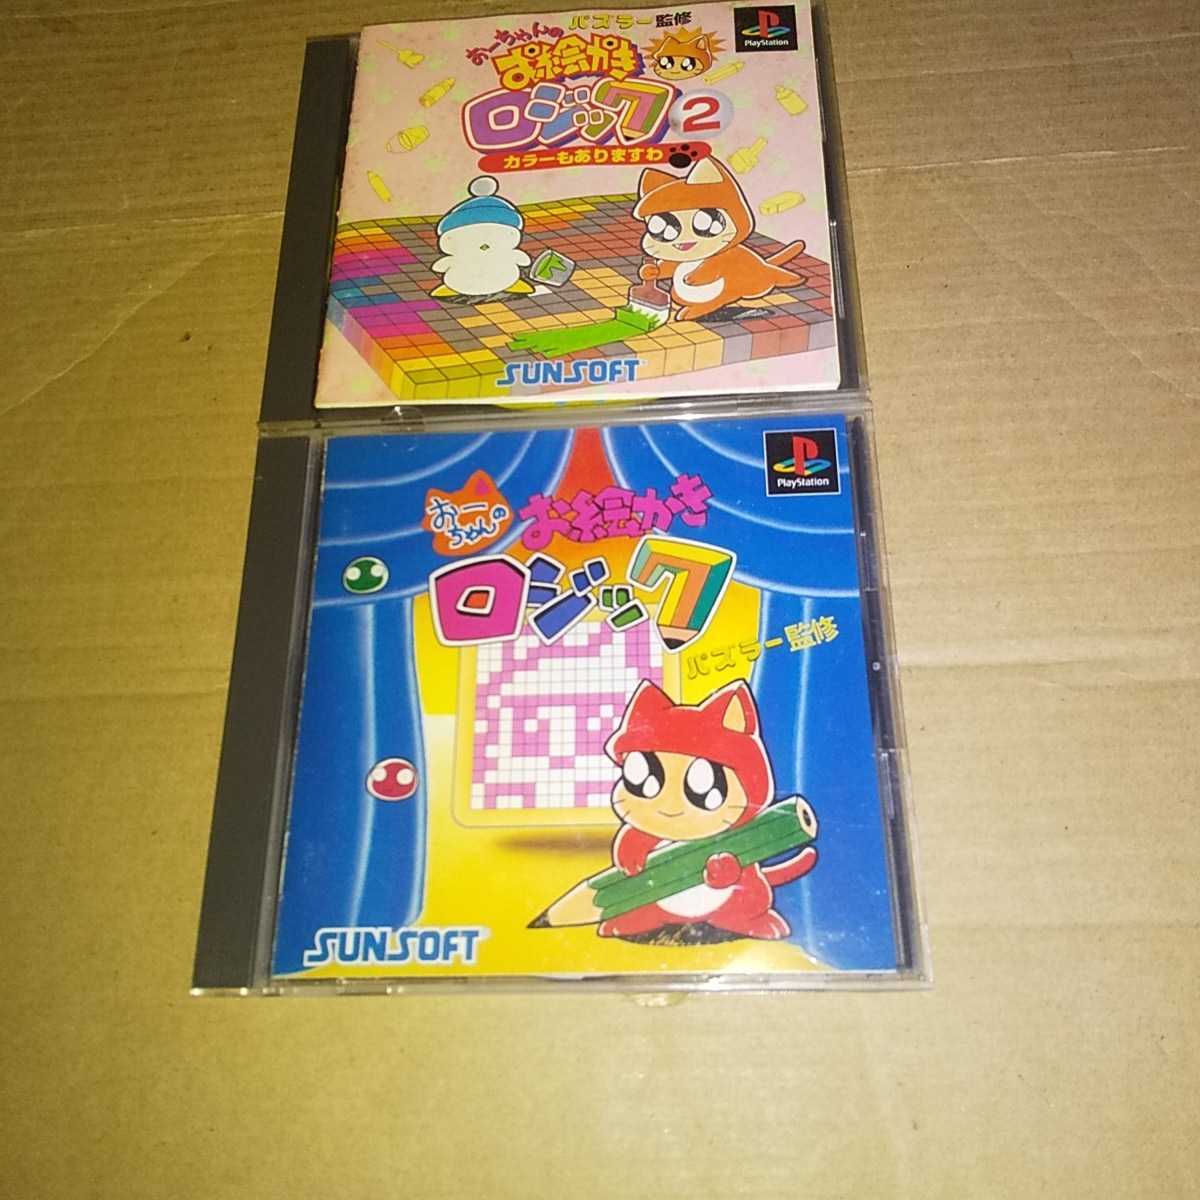 パズラー監修
おーちゃんの
お絵かき
ロジック2
カラーもありますわ
PlayStation
SUNSOFT
PlayStation
おーちゃんの
お絵かき
ロジック
パズラー監修
SUNSOFT